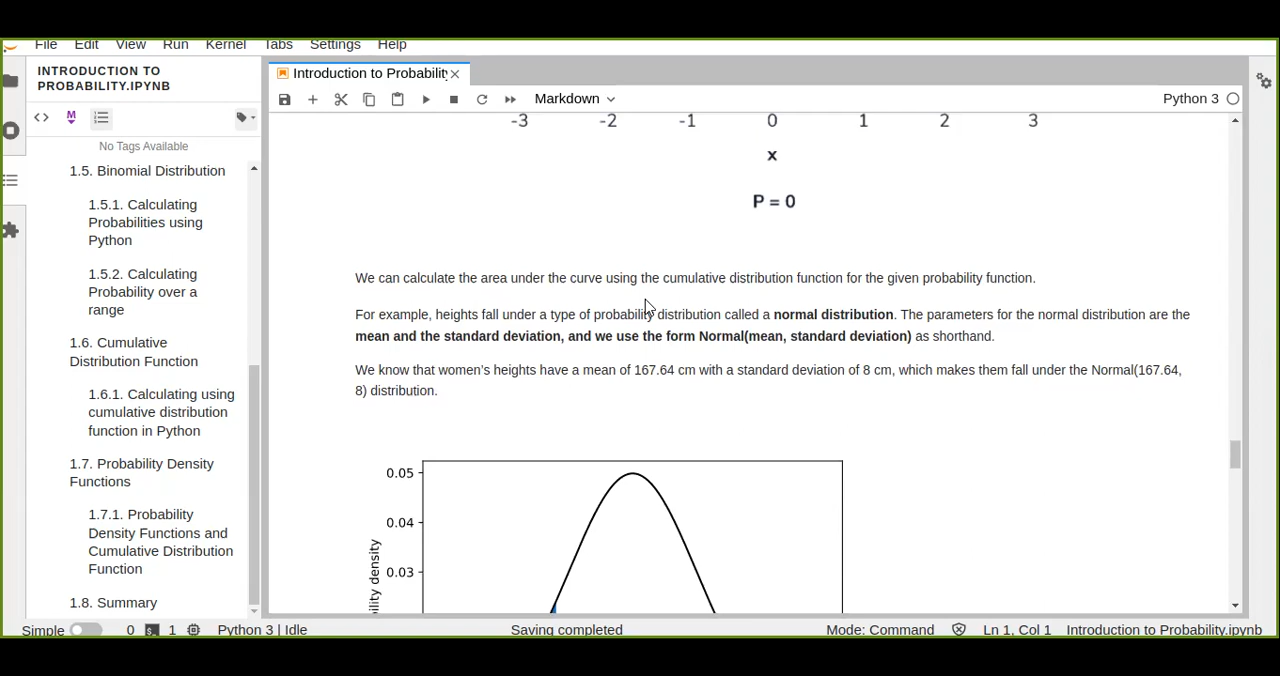 File Edit View Run Kernel Tabs Settings Help
INTRODUCTION TO
PROBABILITY.IPYNB
No Tags Available
1.5. Binomial Distribution
1.5.1. Calculating
Probabilities using
Python
1.5.2. Calculating
Probability over a
range
1.6. Cumulative
Distribution Function
1.6.1. Calculating using
cumulative distribution
function in Python
1.7. Probability Density
Functions
1.7.1. Probability
Density Functions and
Cumulative Distribution
Function
1.8. Summary
Introduction to Probability
Markdown
Python 3
-3 -2 -1 0 1 2 3
x
P = 0
We can calculate the area under the curve using the cumulative distribution function for the given probability function.
For example, heights fall under a type of probability distribution called a normal distribution. The parameters for the normal distribution are the
mean and the standard deviation, and we use the form Normal(mean, standard deviation) as shorthand.
We know that women's heights have a mean of 167.64 cm with a standard deviation of 8 cm, which makes them fall under the Normal(167.64,
8) distribution.
0.05
0.04
0.03
density
Simple 0 $_ 1 Python 3 | Idle Saving completed Mode: Command Ln 1, Col 1 Introduction to Probability.ipynb